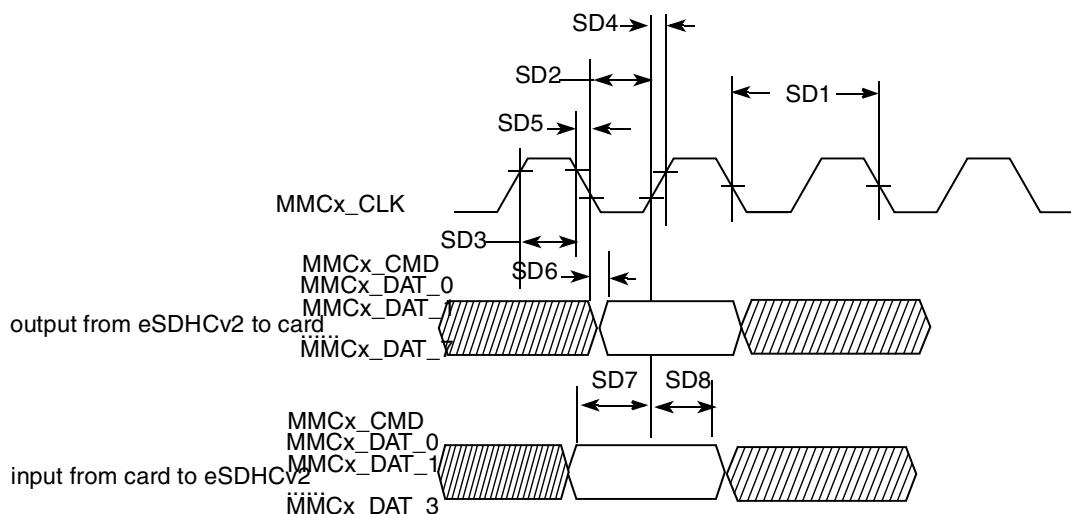 SD4
SD2
SD1
SD5
MMCx_CLK
SD3
MMCx_CMD
SD6
MMCx_DAT_0
MMCx_DAT_1
output from eSDHCv2 to card
......
MMCx_DAT_7
SD7
SD8
MMCx_CMD
MMCx_DAT_0
MMCx_DAT_1
input from card to eSDHCv2
......
MMCx_DAT_3